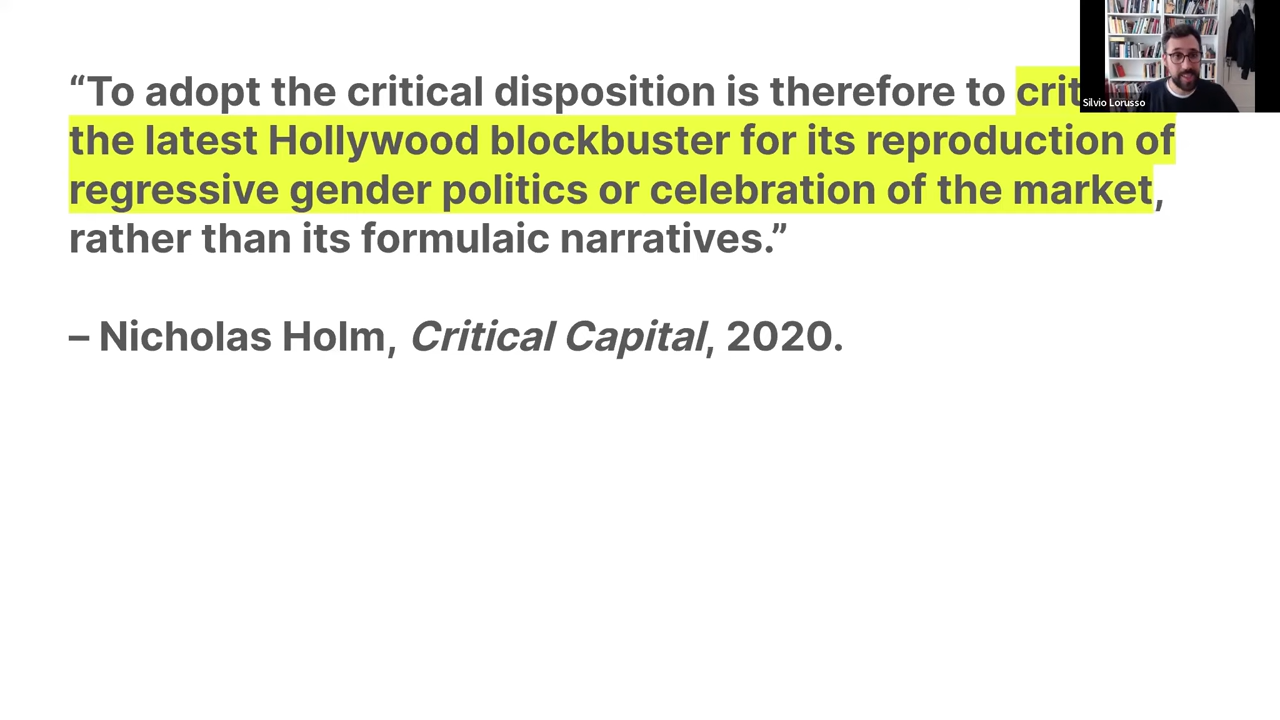 “To adopt the critical disposition is therefore to
the latest Hollywood blockbuster for its reproduction of
regressive gender politics or celebration of the market,
rather than its formulaic narratives.”
– Nicholas Holm, Critical Capital, 2020.
Silvio Lorusso